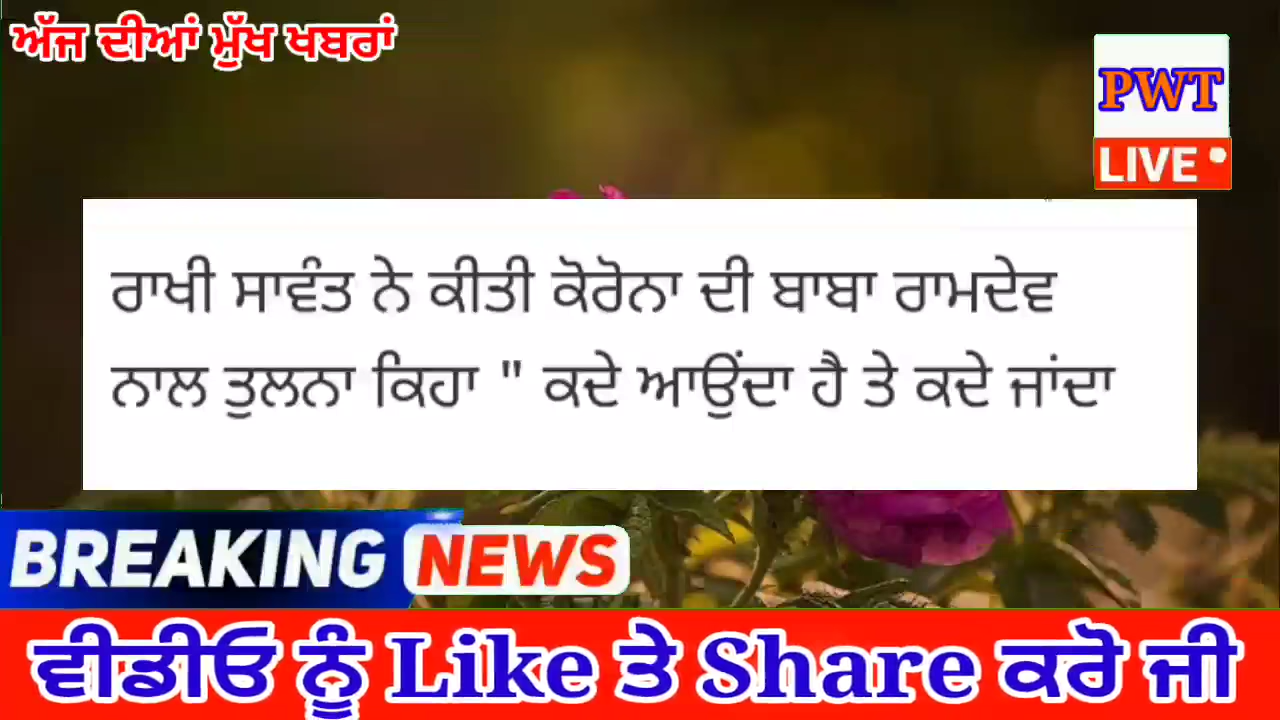 ਅੱਜ ਦੀਆਂ ਮੁੱਖ ਖਬਰਾਂ
PWT
LIVE
ਰਾਖੀ ਸਾਵੰਤ ਨੇ ਕੀਤੀ ਕੋਰੋਨਾ ਦੀ ਬਾਬਾ ਰਾਮਦੇਵ
ਨਾਲ ਤੁਲਨਾ ਕਿਹਾ " ਕਦੇ ਆਉਂਦਾ ਹੈ ਤੇ ਕਦੇ ਜਾਂਦਾ
BREAKING NEWS
ਵੀਡੀਓ ਨੂੰ Like ਤੇ Share ਕਰੋ ਜੀ